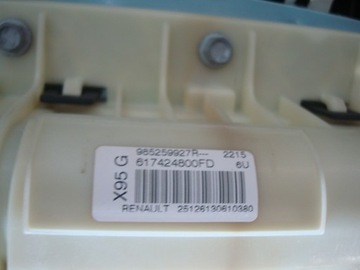 985259927R--- 2215
617424800FD 6U
X95 G
RENAULT 25126130610380